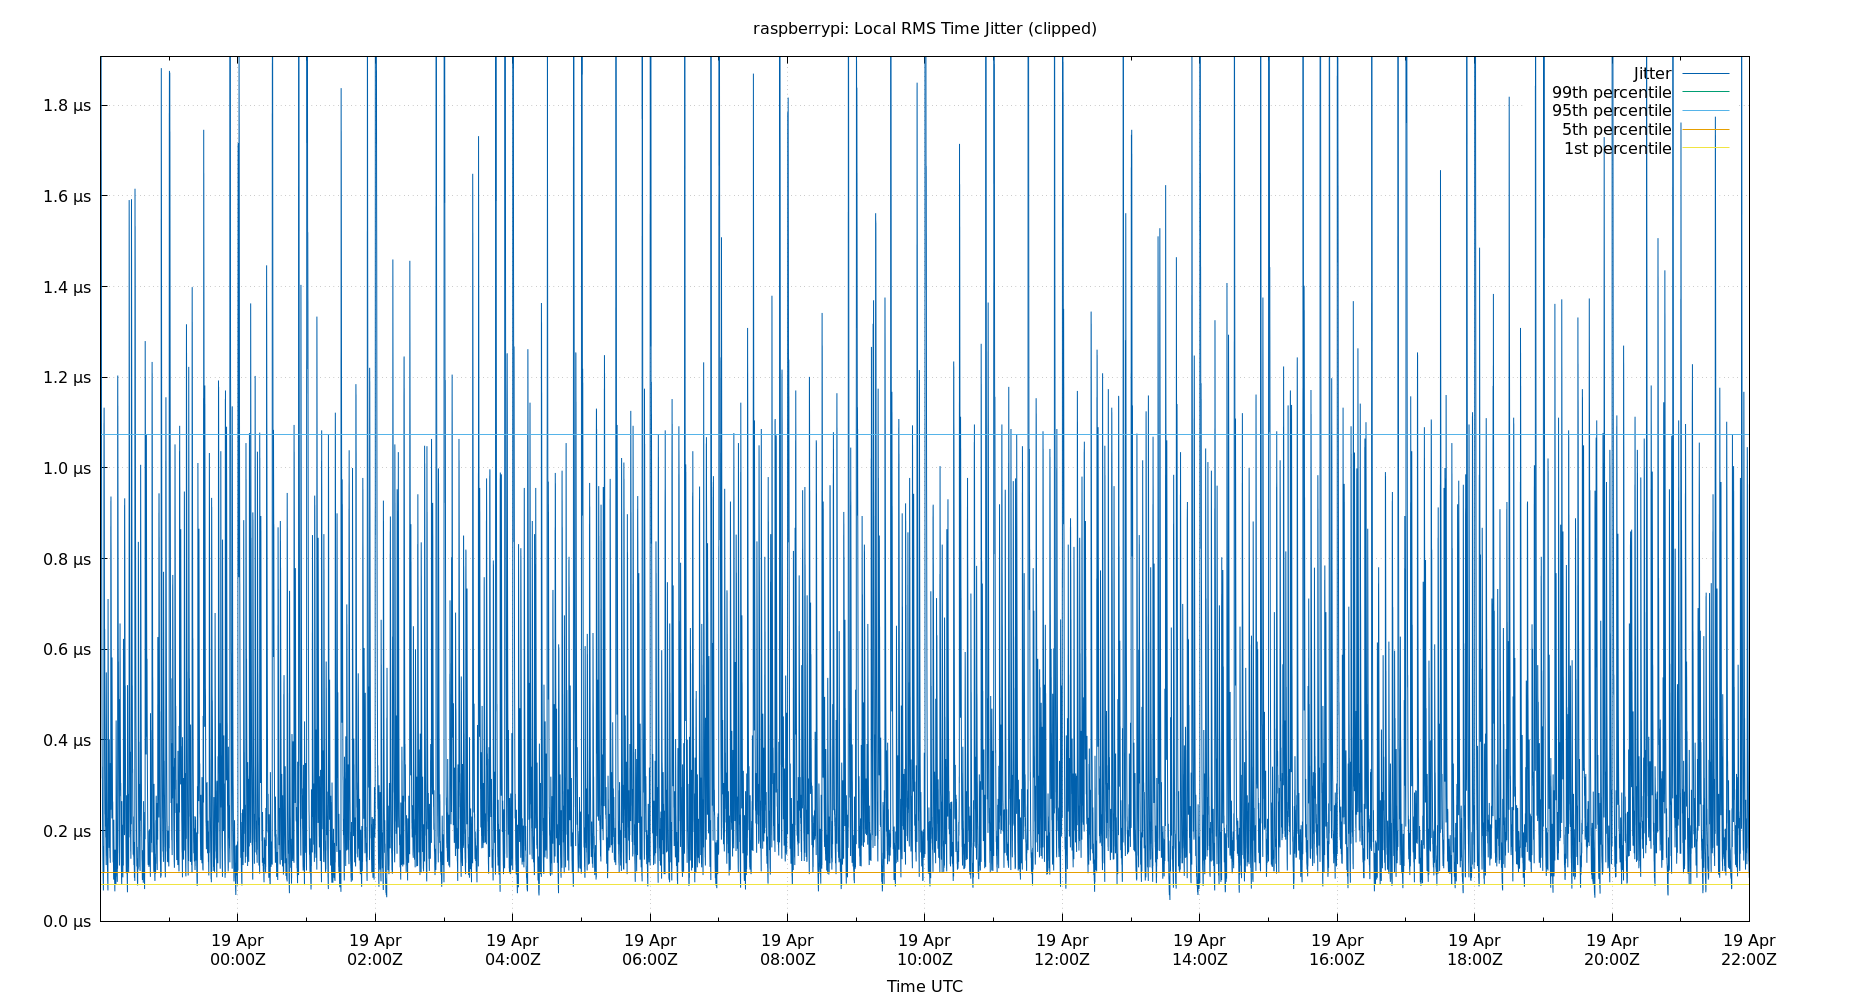 raspberrypi: Local RMS Time Jitter (clipped)
Jitter
99th percentile
95th percentile
5th percentile
1st percentile
1.8 µs
1.6 µs
1.4 µs
1.2 µs
1.0 µs
0.8 µs
0.6 µs
0.4 µs
0.2 µs
0.0 µs
19 Apr 19 Apr 19 Apr 19 Apr 19 Apr 19 Apr 19 Apr 19 Apr 19 Apr 19 Apr 19 Apr 19 Apr
00:00Z 02:00Z 04:00Z 06:00Z 08:00Z 10:00Z 12:00Z 14:00Z 16:00Z 18:00Z 20:00Z 22:00Z
Time UTC